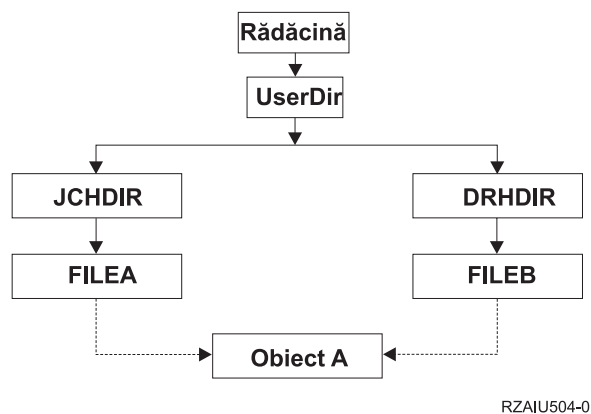 Rădăcină
UserDir
JCHDIR
DRHDIR
FILEA
FILEB
Obiect A
RZAIU504-0